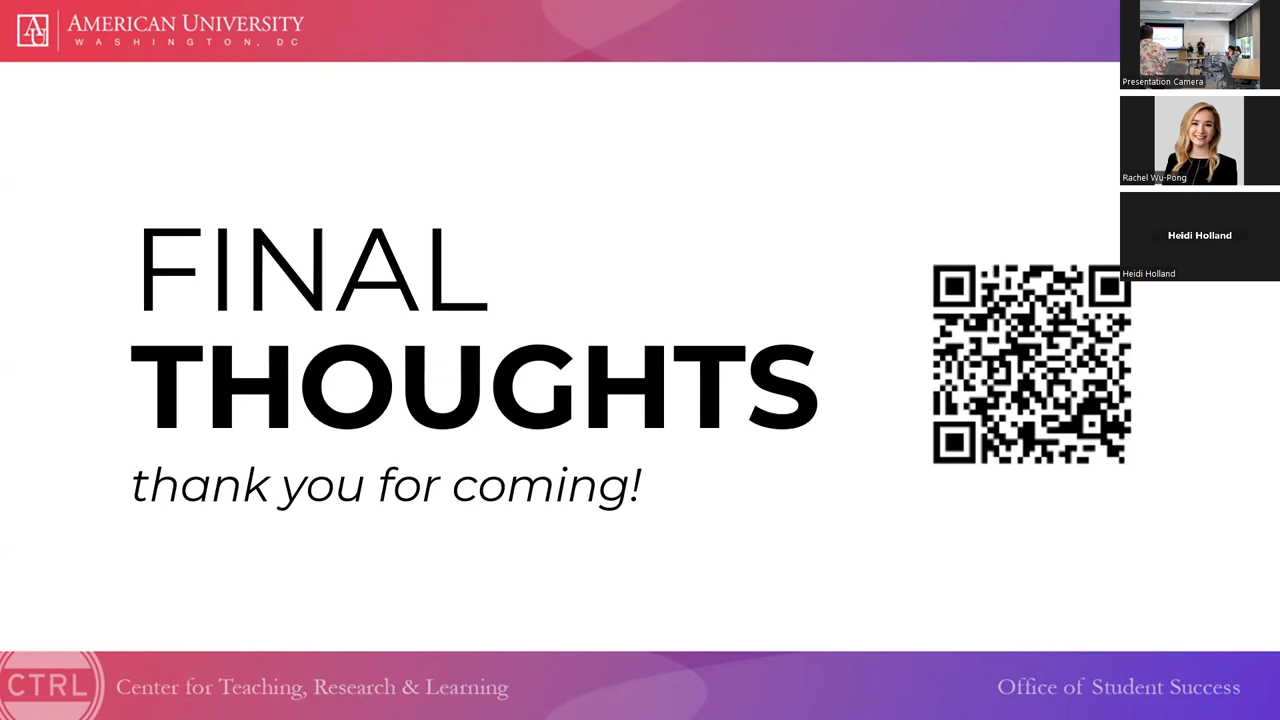 AMERICAN UNIVERSITY
WASHINGTON, DC
Presentation Camera
Rachel Wu-Pong
Heidi Holland
Heidi Holland
FINAL
THOUGHTS
thank you for coming!
CTRL
Center for Teaching, Research & Learning
Office of Student Success